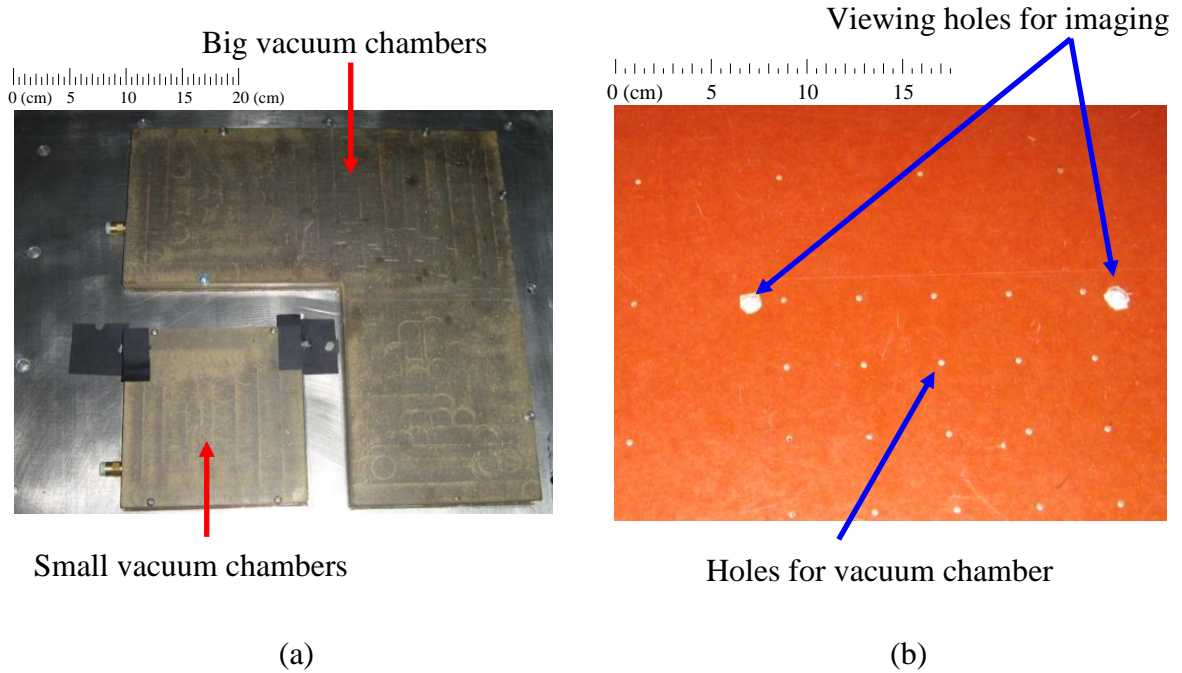 Viewing holes for imaging
Big vacuum chambers
0 (cm) 5 10 15 20 (cm)
0 (cm) 5 10 15
Small vacuum chambers
Holes for vacuum chamber
(a)
(b)